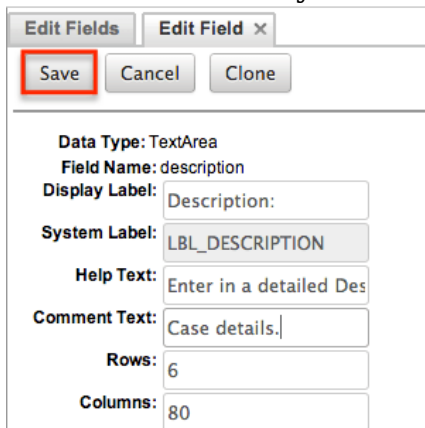 Edit Fields Edit Field ×
Save Cancel Clone
Data Type: TextArea
Field Name: description
Display Label: Description:
System Label: LBL_DESCRIPTION
Help Text: Enter in a detailed Des
Comment Text: Case details.
Rows: 6
Columns: 80